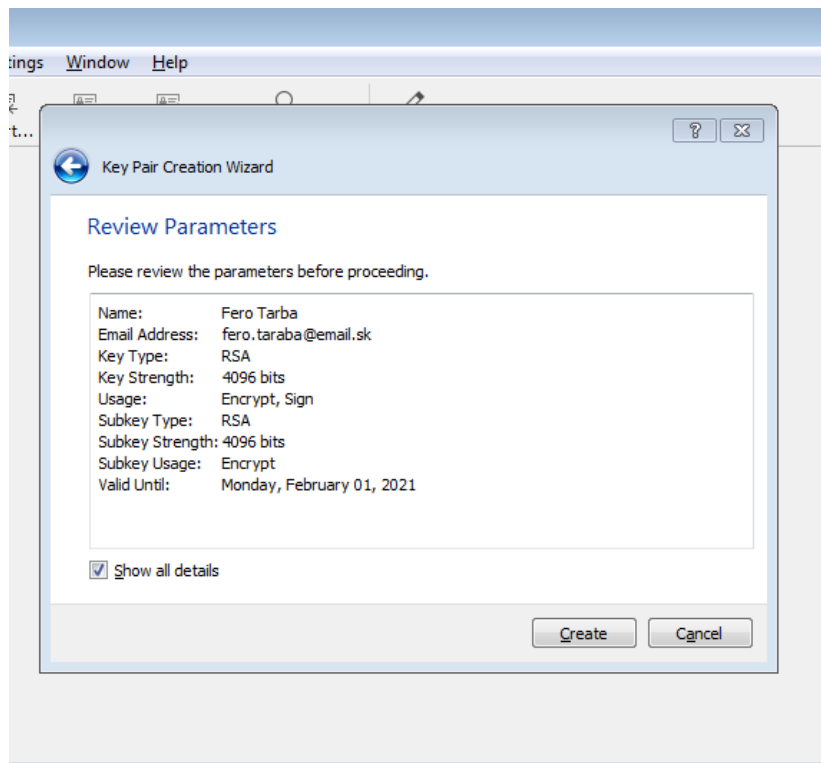 tings Window Help
t...
Key Pair Creation Wizard
Review Parameters
Please review the parameters before proceeding.
Name: Fero Tarba
Email Address: fero.taraba@email.sk
Key Type: RSA
Key Strength: 4096 bits
Usage: Encrypt, Sign
Subkey Type: RSA
Subkey Strength: 4096 bits
Subkey Usage: Encrypt
Valid Until: Monday, February 01, 2021
Show all details
Create Cancel